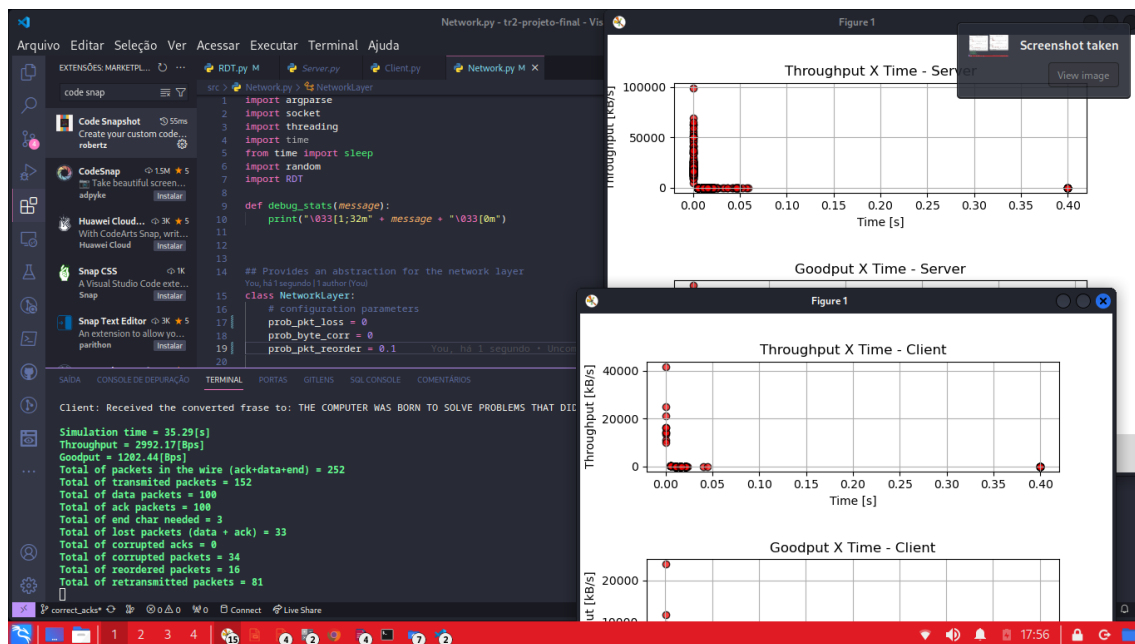 Network.py - tr2-projeto-final - Vis
Arquivo Editar Seleção Ver Acessar Executar Terminal Ajuda
EXTENSÕES: MARKETPL...
code snap
Code Snapshot 55ms
Create your custom code...
robertz
CodeSnap 1.5M ★ 5
Take beautiful screen...
adpyke Instalar
Huawei Cloud... 3K ★ 5
With CodeArts Snap, writ...
Huawei Cloud Instalar
Snap CSS 1K
A Visual Studio Code exte...
Snap Instalar
Snap Text Editor 3K ★ 5
An extension to allow yo...
parithon Instalar
RDT.py M Server.py Client.py Network.py M ×
src > Network.py > NetworkLayer
1 import argparse
2 import socket
3 import threading
4 import time
5 from time import sleep
6 import random
7 import RDT
8
9 def debug_stats(message):
10 print("\033[1;32m" + message + "\033[0m")
11
12
13
14 ## Provides an abstraction for the network layer
You, há 1 segundo | 1 author (You)
15 class NetworkLayer:
16 # configuration parameters
17 prob_pkt_loss = 0
18 prob_byte_corr = 0
19 prob_pkt_reorder = 0.1 You, há 1 segundo • Uncom
20
SAÍDA CONSOLE DE DEPURAÇÃO TERMINAL PORTAS GITLENS SQL CONSOLE COMENTÁRIOS
Client: Received the converted frase to: THE COMPUTER WAS BORN TO SOLVE PROBLEMS THAT DID
Simulation time = 35.29[s]
Throughput = 2992.17[Bps]
Goodput = 1202.44[Bps]
Total of packets in the wire (ack+data+end) = 252
Total of transmited packets = 152
Total of data packets = 100
Total of ack packets = 100
Total of end char needed = 3
Total of lost packets (data + ack) = 33
Total of corrupted acks = 0
Total of corrupted packets = 34
Total of reordered packets = 16
Total of retransmitted packets = 81
correct_acks* 0 0 0 Connect Live Share
Figure 1
Screenshot taken
View image
Throughput X Time - Server
Throughput [kB/s]
100000
50000
0
0.00 0.05 0.10 0.15 0.20 0.25 0.30 0.35 0.40
Time [s]
Goodput X Time - Server
Figure 1
Throughput X Time - Client
Throughput [kB/s]
40000
20000
0
0.00 0.05 0.10 0.15 0.20 0.25 0.30 0.35 0.40
Time [s]
Goodput X Time - Client
ut [kB/s]
20000
0
1 2 3 4 15 4 2 4 7 2 17:56